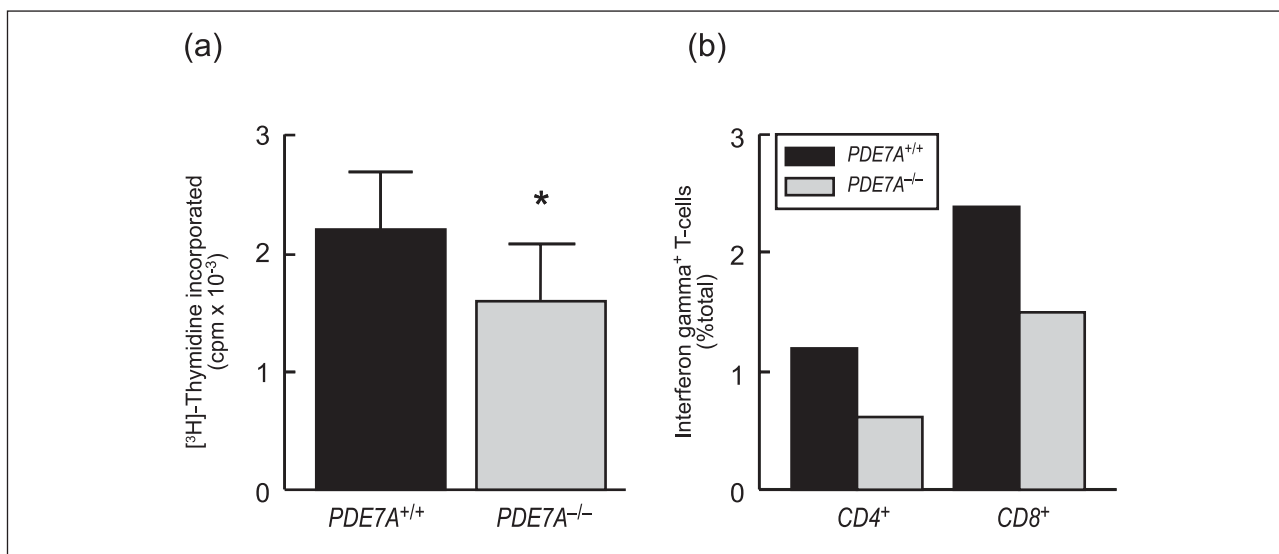 (a)
[³H]-Thymidine incorporated
(cpm x 10⁻³)
3
2
1
0
*
PDE7A⁺/⁺ PDE7A⁻/⁻
(b)
Interferon gamma⁺ T-cells
(%total)
3
2
1
0
PDE7A⁺/⁺
PDE7A⁻/⁻
CD4⁺ CD8⁺